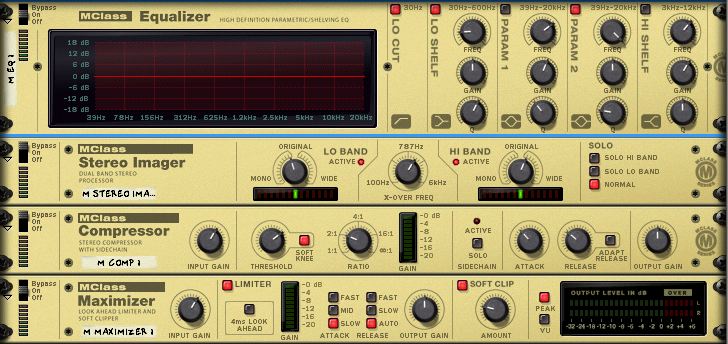 Bypass
On
Off
M EQ 1
MClass Equalizer HIGH DEFINITION PARAMETRIC/SHELVING EQ
18 dB
12 dB
6 dB
0 dB
-6 dB
-12 dB
-18 dB
39Hz 78Hz 156Hz 312Hz 625Hz 1.25kHz 2.5kHz 5kHz 10kHz 20kHz
30Hz 30Hz-600Hz 39Hz-20kHz 39Hz-20kHz 3kHz-12kHz
LO CUT
LO SHELF
PARAM 1
PARAM 2
HI SHELF
FREQ FREQ FREQ FREQ
GAIN GAIN GAIN GAIN
Q Q Q Q
Bypass
On
Off
MClass
Stereo Imager
DUAL BAND STEREO
PROCESSOR
M STEREO IMA...
ORIGINAL LO BAND
ACTIVE
MONO WIDE
787Hz
100Hz 6kHz
X-OVER FREQ
HI BAND ORIGINAL
ACTIVE
MONO WIDE
SOLO
SOLO HI BAND
SOLO LO BAND
NORMAL
MCLASS
M
SERIES
Bypass
On
Off
MClass
Compressor
STEREO COMPRESSOR
WITH SIDECHAIN
M COMP 1
INPUT GAIN
THRESHOLD
SOFT
KNEE
4:1
2:1 8:1
1:1 16:1
∞:1
RATIO
-0 dB
-4
-8
-12
-16
-20
GAIN
ACTIVE
SOLO
SIDECHAIN
ATTACK
RELEASE
ADAPT
RELEASE
OUTPUT GAIN
MCLASS
M
SERIES
Bypass
On
Off
MClass
Maximizer
LOOK AHEAD LIMITER AND
SOFT CLIPPER
M MAXIMIZER 1
INPUT GAIN
LIMITER
4ms LOOK
AHEAD
-0 dB
-4
-8
-12
-16
-20
GAIN
FAST FAST
MID MID
SLOW AUTO
ATTACK RELEASE
OUTPUT GAIN
SOFT CLIP
AMOUNT
PEAK
VU
OUTPUT LEVEL IN dB OVER
L
R
-32 -24 -20 -16 -12 -10 -8 -6 -4 -2 0 +2 +4 +6